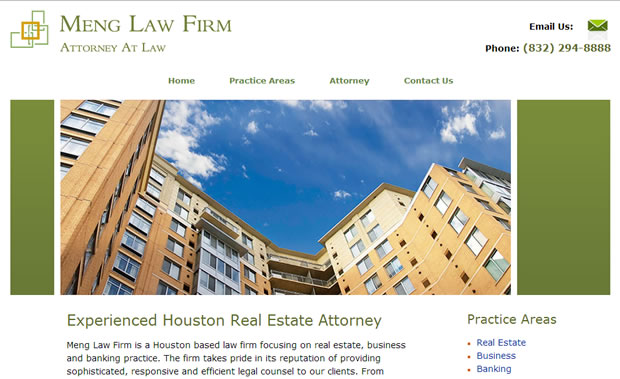 MENG LAW FIRM
ATTORNEY AT LAW
Email Us:
Phone: (832) 294-8888
Home Practice Areas Attorney Contact Us
Experienced Houston Real Estate Attorney
Meng Law Firm is a Houston based law firm focusing on real estate, business
and banking practice. The firm takes pride in its reputation of providing
sophisticated, responsive and efficient legal counsel to our clients. From
Practice Areas
Real Estate
Business
Banking